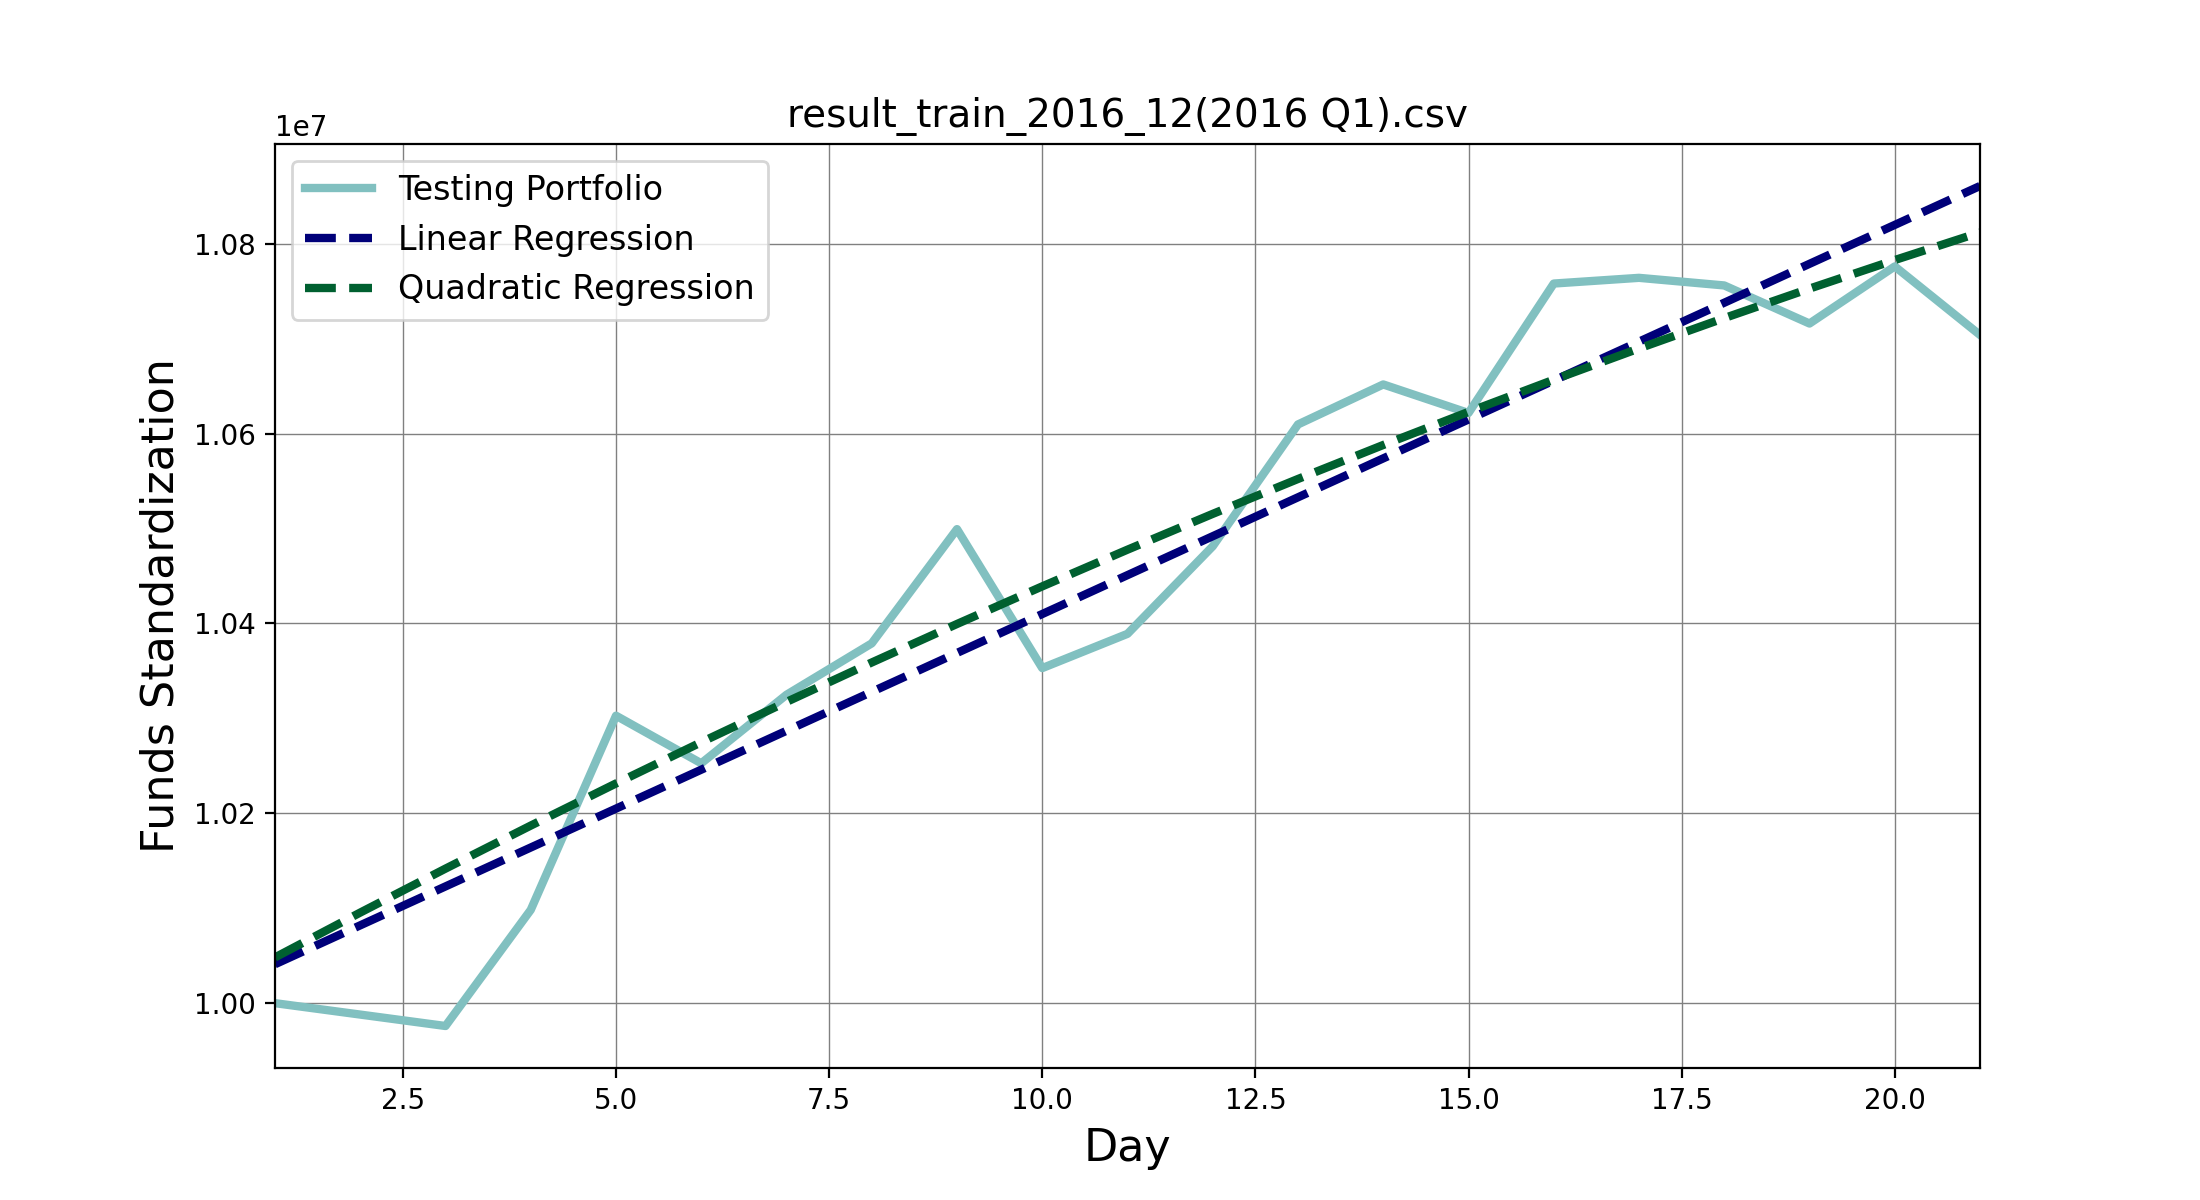 result_train_2016_12(2016 Q1).csv
1e7
Testing Portfolio
Linear Regression
Quadratic Regression
1.08
1.06
1.04
1.02
1.00
Funds Standardization
2.5 5.0 7.5 10.0 12.5 15.0 17.5 20.0
Day